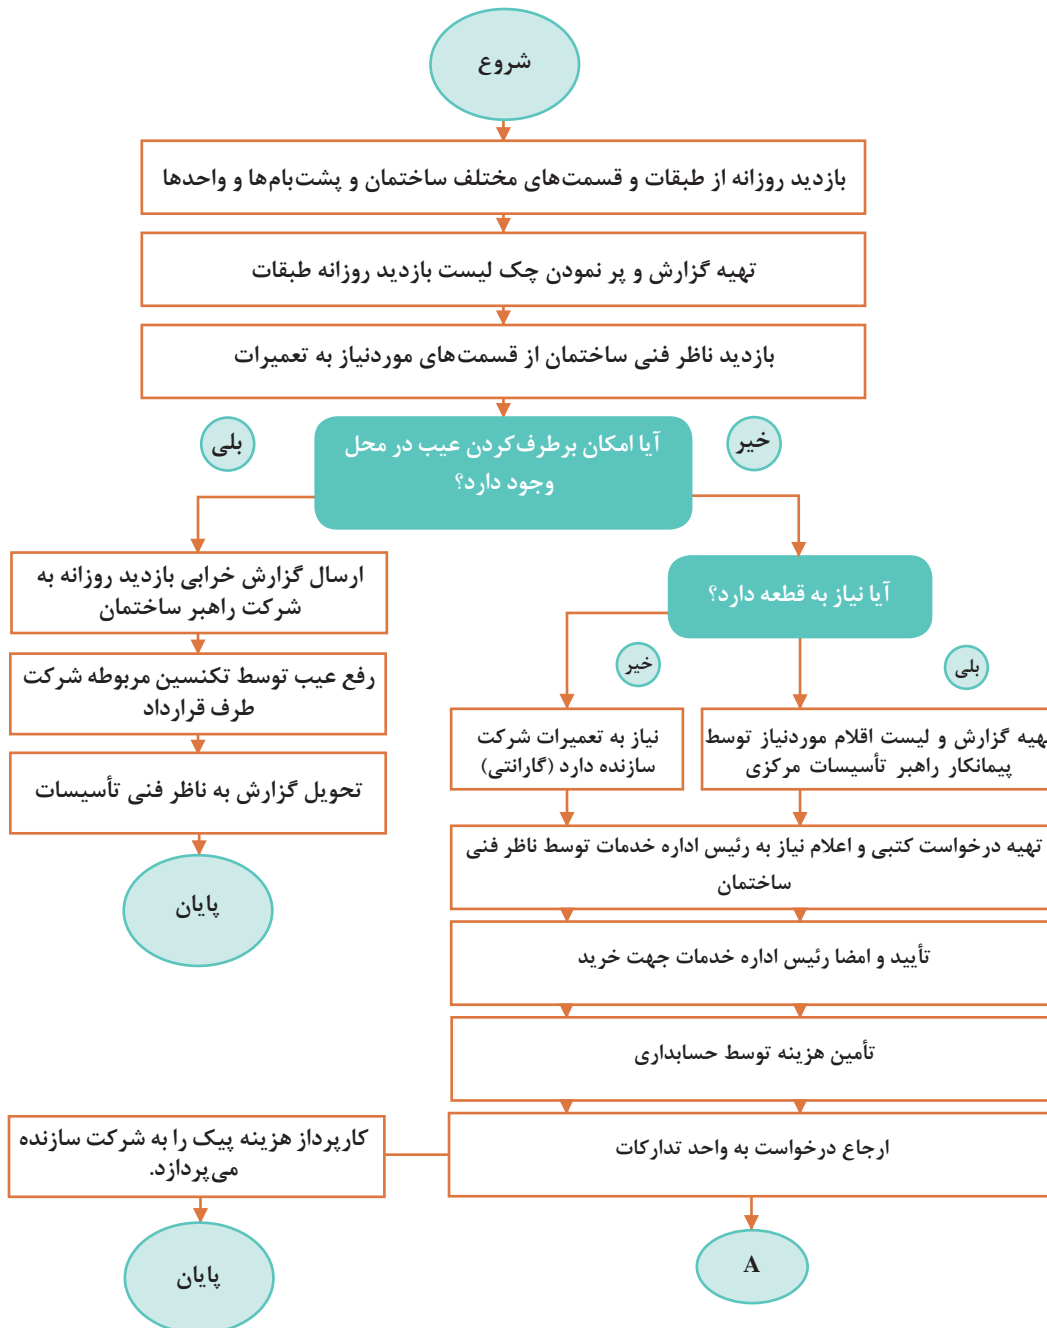 شروع
بازدید روزانه از طبقات و قسمت‌های مختلف ساختمان و پشت‌بام‌ها و واحدها
تهیه گزارش و پر نمودن چک لیست بازدید روزانه طبقات
بازدید ناظر فنی ساختمان از قسمت‌های موردنیاز به تعمیرات
آیا امکان برطرف‌کردن عیب در محل
وجود دارد؟
خیر
بلی
ارسال گزارش خرابی بازدید روزانه به
شرکت راهبر ساختمان
رفع عیب توسط تکنسین مربوطه شرکت
طرف قرارداد
تحویل گزارش به ناظر فنی تأسیسات
پایان
آیا نیاز به قطعه دارد؟
بلی
خیر
هیه گزارش و لیست اقلام موردنیاز توسط
پیمانکار راهبر تأسیسات مرکزی
نیاز به تعمیرات شرکت
سازنده دارد (گارانتی)
تهیه درخواست کتبی و اعلام نیاز به رئیس اداره خدمات توسط ناظر فنی
ساختمان
تأیید و امضا رئیس اداره خدمات جهت خرید
تأمین هزینه توسط حسابداری
ارجاع درخواست به واحد تدارکات
کارپرداز هزینه پیک را به شرکت سازنده
می‌پردازد.
پایان
A